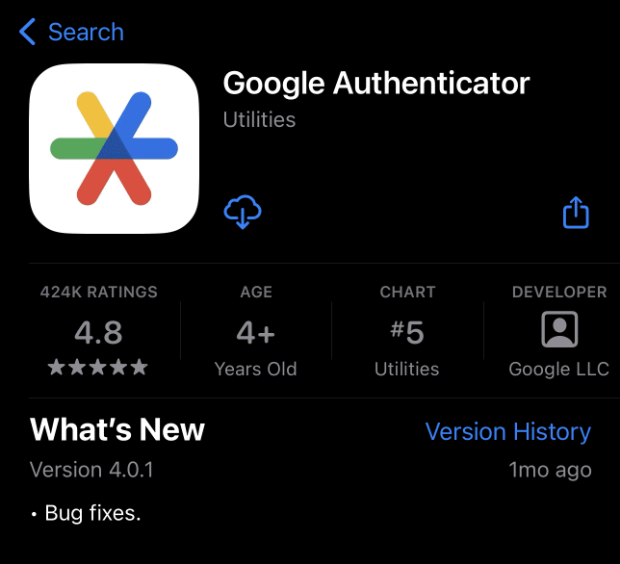 Search
Google Authenticator
Utilities
424K RATINGS
4.8
AGE
4+
Years Old
CHART
#5
Utilities
DEVELOPER
Google LLC
What's New
Version History
Version 4.0.1
1mo ago
• Bug fixes.